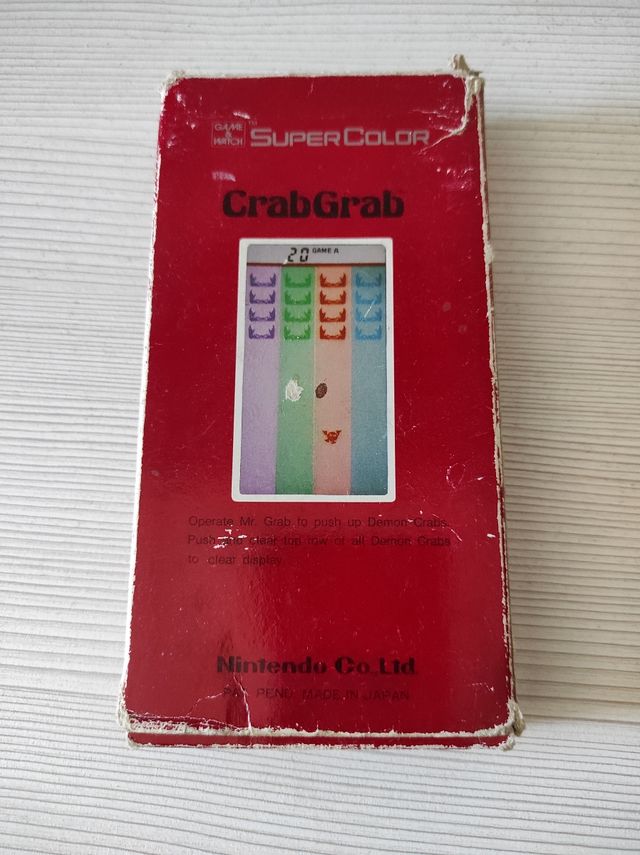 GAME & WATCH SUPER COLOR
TM
CrabGrab
20 GAME A
Operate Mr. Grab to push up Demon Crabs.
Push and clear top row of all Demon Crabs
to clear display.
Nintendo Co.,Ltd.
PAT. PEND. MADE IN JAPAN